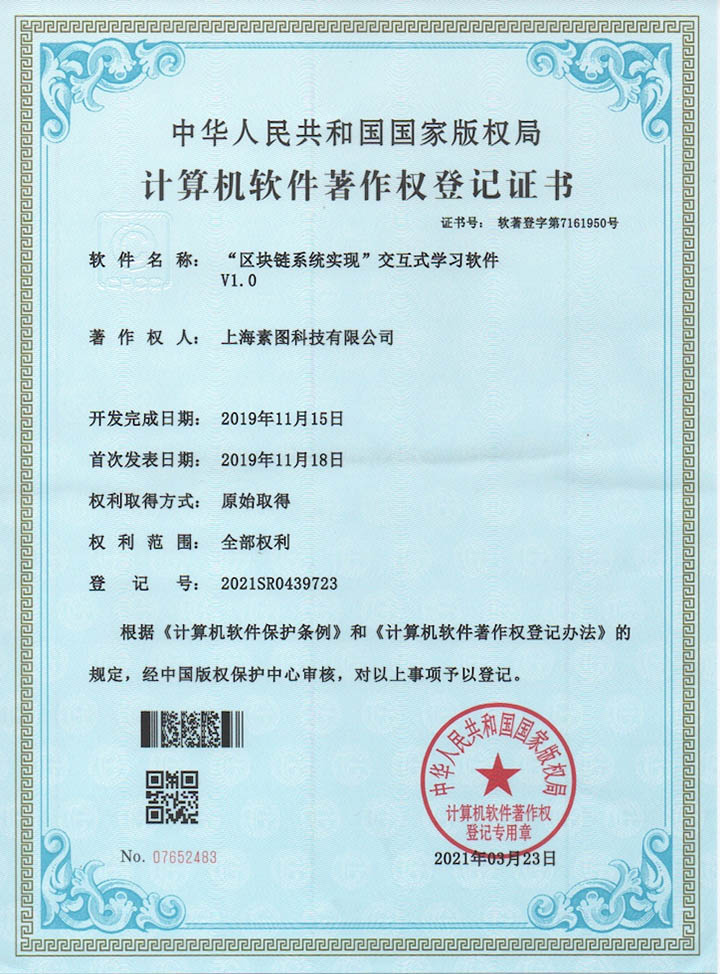 中华人民共和国国家版权局
计算机软件著作权登记证书
证书号： 软著登字第7161950号
软件名称： “区块链系统实现”交互式学习软件
V1.0
著作权人： 上海素图科技有限公司
开发完成日期： 2019年11月15日
首次发表日期： 2019年11月18日
权利取得方式： 原始取得
权利范围： 全部权利
登记号： 2021SR0439723
根据《计算机软件保护条例》和《计算机软件著作权登记办法》的
规定，经中国版权保护中心审核，对以上事项予以登记。
中华人民共和国国家版权局
计算机软件著作权
登记专用章
No. 07652483
2021年03月23日